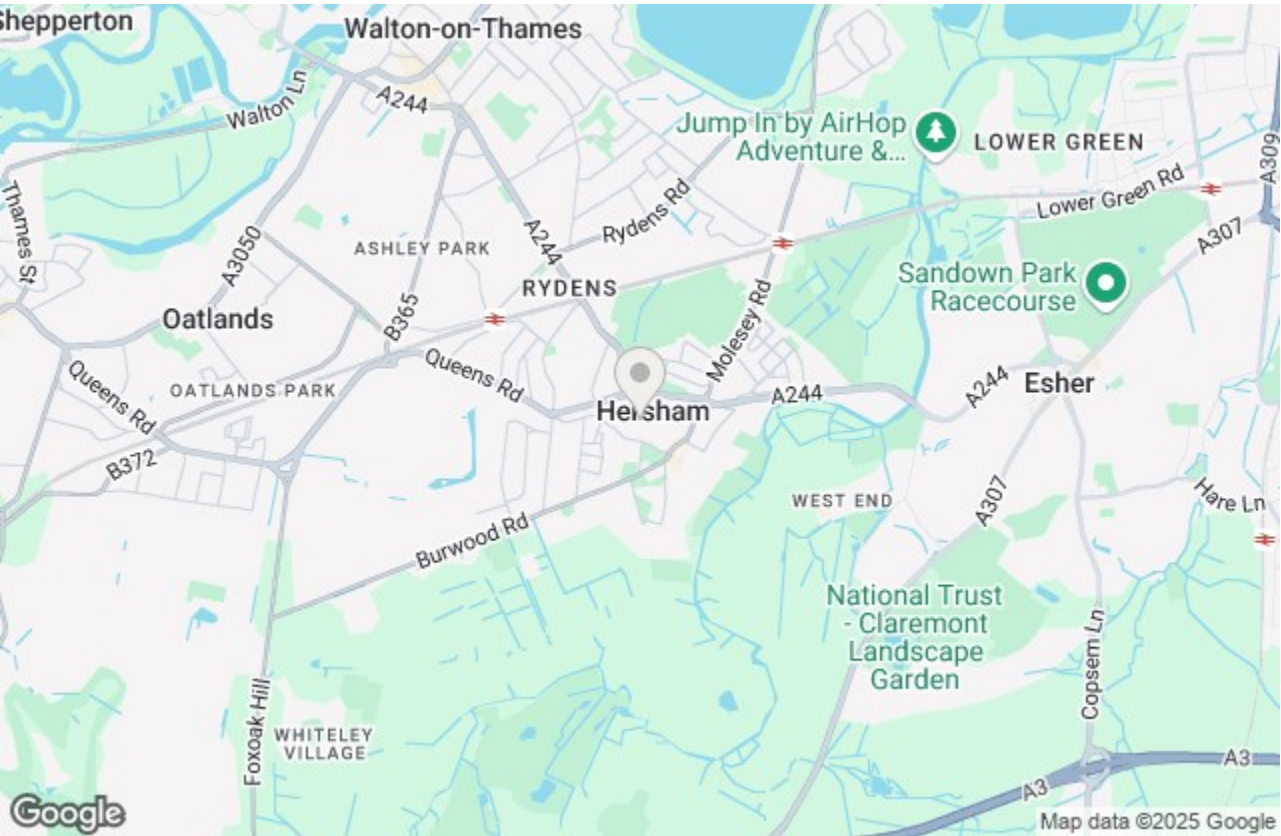 Shepperton
Walton-on-Thames
Walton Ln
A244
Jump In by AirHop
Adventure &...
LOWER GREEN
A309
Thames St
Rydens Rd
Lower Green Rd
A3050
ASHLEY PARK
A244
A307
RYDENS
Sandown Park
Racecourse
Oatlands
B365
Molesey Rd
Queens Rd
Queens Rd
OATLANDS PARK
Hersham
A244
A244
Esher
B372
WEST END
A307
Hare Ln
Burwood Rd
National Trust
- Claremont
Landscape
Garden
Copsem Ln
Foxoak Hill
WHITELEY
VILLAGE
A3
A3
Google
Map data ©2025 Google